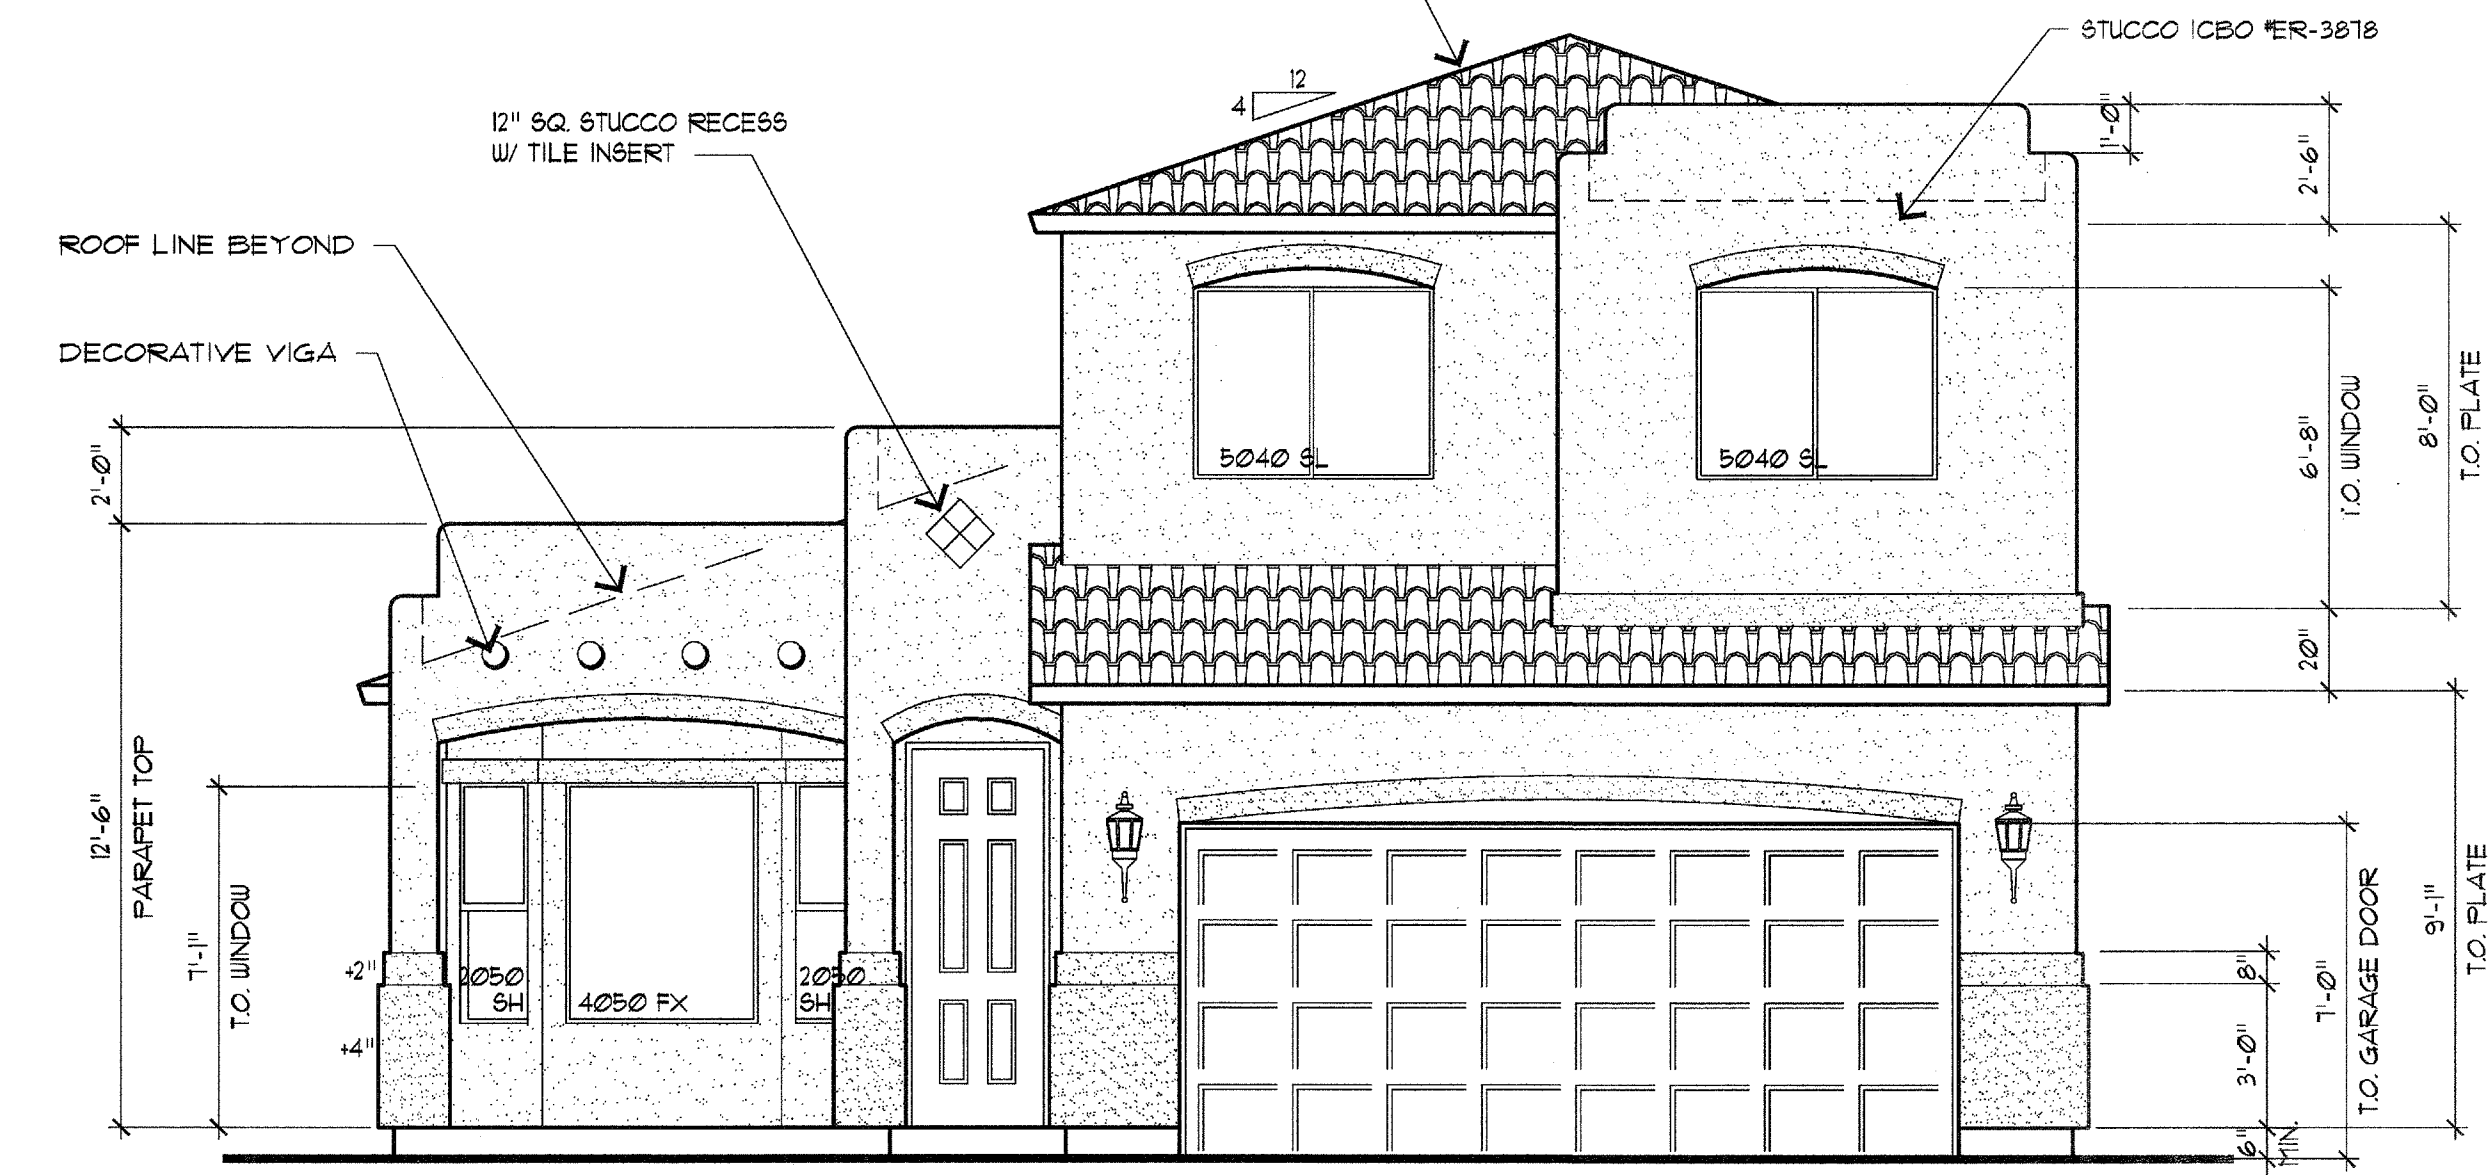 STUCCO ICBO #ER-3878
12
4
12" SQ. STUCCO RECESS
W/ TILE INSERT
ROOF LINE BEYOND
DECORATIVE VIGA
1'-0"
2'-6"
5040 SL
5040 SL
6'-8"
T.O. WINDOW
8'-0"
T.O. PLATE
20"
2'-0"
12'-6"
PARAPET TOP
7'-1"
T.O. WINDOW
+2"
+4"
2050
SH
4050 FX
2050
SH
8"
3'-0"
6"
MIN.
7'-0"
T.O. GARAGE DOOR
9'-1"
T.O. PLATE